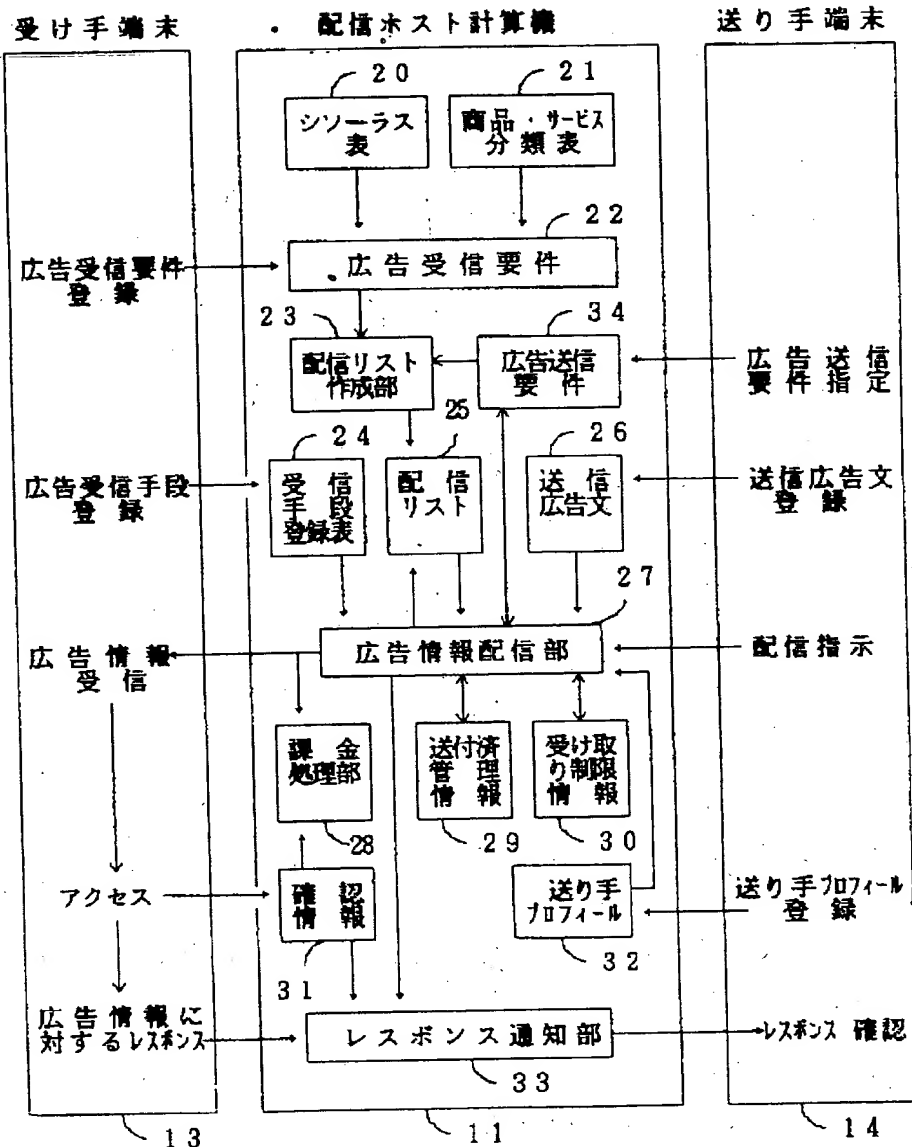 受け手端末
配信ホスト計算機
送り手端末
20
21
シソーラス
表
商品・サービス
分類表
22
広告受信要件
登録
広告受信要件
23
34
配信リスト
作成部
広告送信
要件
広告送信
要件指定
24
25
26
広告受信手段
登録
受信
手段
登録表
配信
リスト
送信
広告文
送信広告文
登録
27
広告情報
受信
広告情報配信部
配信指示
課金
処理部
送付済
管理
情報
受け取
り制限
情報
28
29
30
アクセス
確認
情報
送り手
プロフィール
送り手プロフィール
登録
31
32
広告情報に
対するレスポンス
レスポンス通知部
レスポンス確認
33
13
11
14